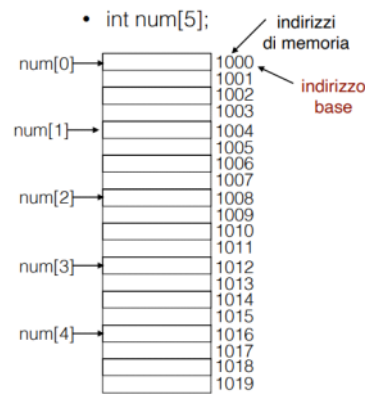 • int num[5];
indirizzi
di memoria
num[0]
1000
1001
indirizzo
base
1002
1003
num[1]
1004
1005
1006
1007
num[2]
1008
1009
1010
1011
num[3]
1012
1013
1014
1015
num[4]
1016
1017
1018
1019